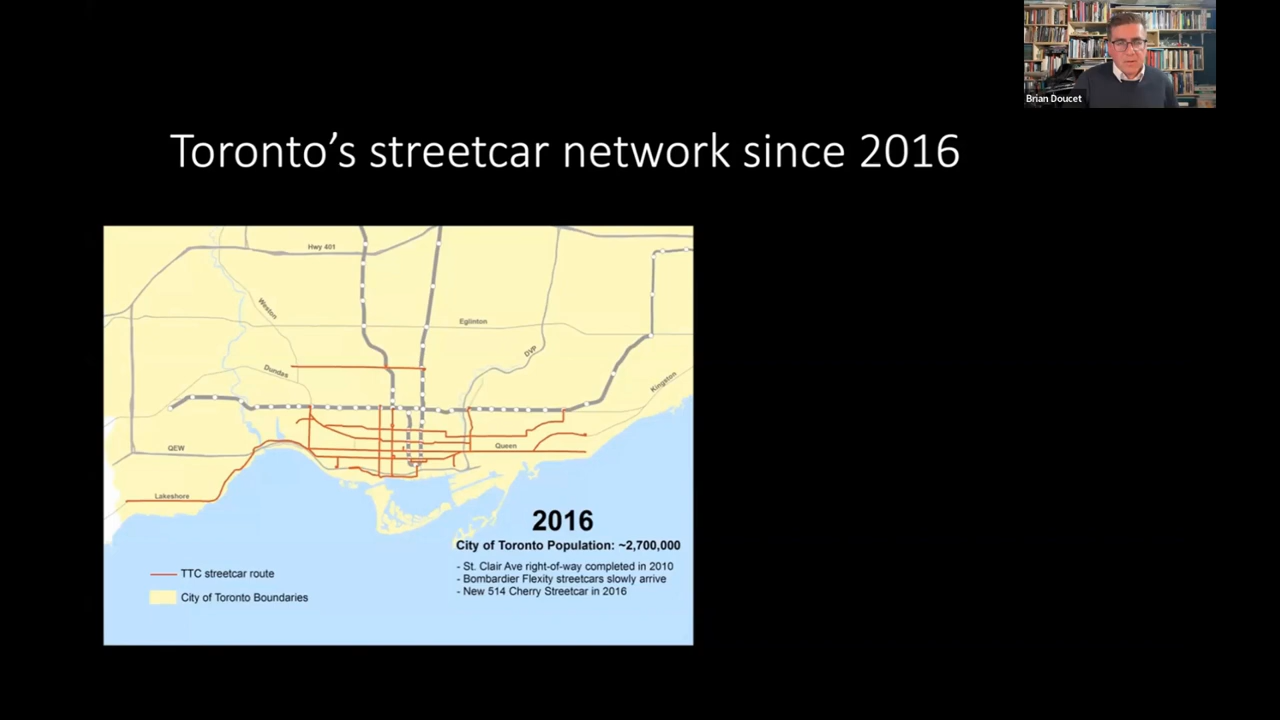 Brian Doucet
Toronto's streetcar network since 2016
Hwy 401
Weston
Eglinton
DVP
Dundas
Kingston
QEW
Queen
Lakeshore
2016
City of Toronto Population: ~2,700,000
- St. Clair Ave right-of-way completed in 2010
- Bombardier Flexity streetcars slowly arrive
- New 514 Cherry Streetcar in 2016
TTC streetcar route
City of Toronto Boundaries